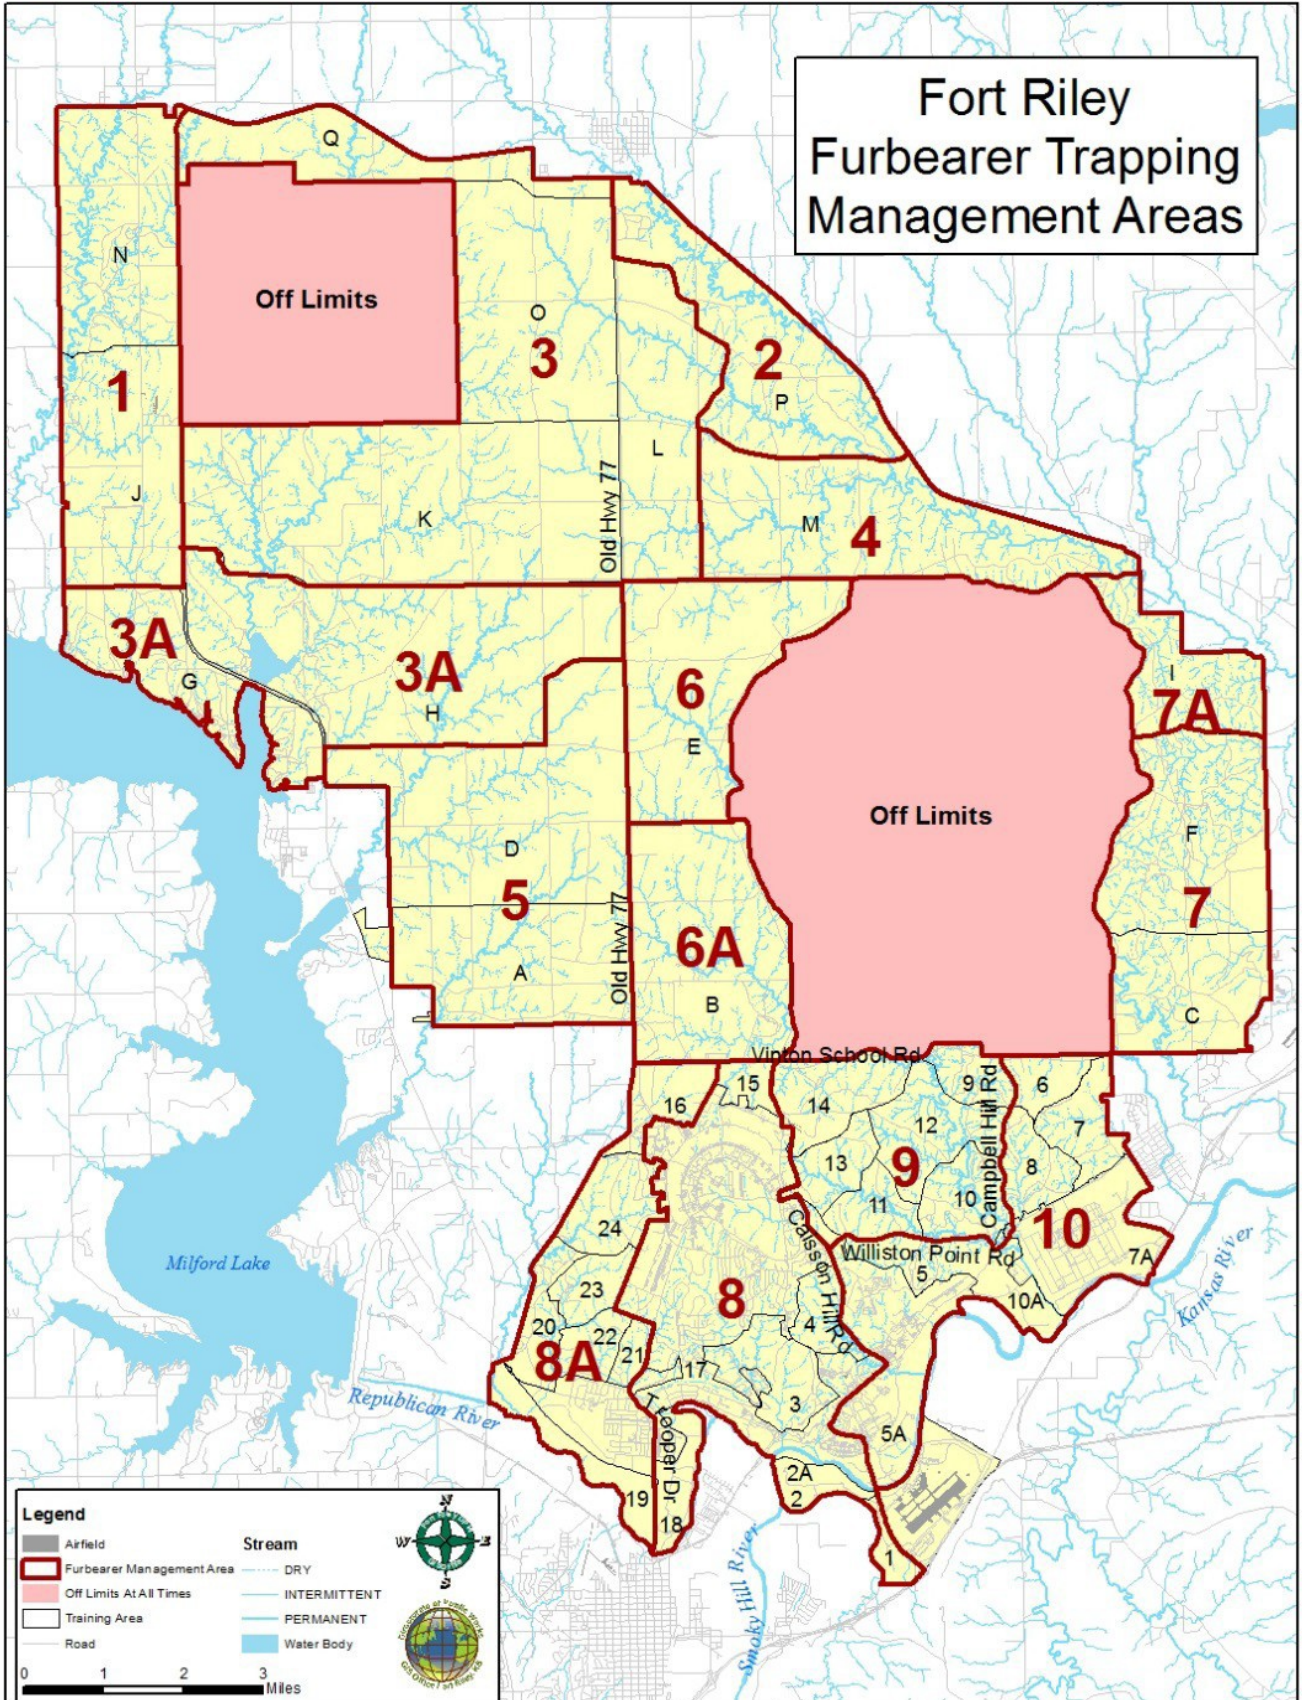 Fort Riley
Furbearer Trapping
Management Areas
Q
N
Off Limits
O
3
2
P
1
L
J
K
Old Hwy 77
M
4
3A
G
3A
H
6
E
I
7A
Off Limits
F
D
5
7
Old Hwy 77
6A
A
B
C
Vinton School Rd
15
9
6
16
14
12
7
Campbell Hill Rd
13
9
8
11
10
10
24
Caisson Hill Rd
Williston Point Rd
7A
5
Milford Lake
Kansas River
23
8
10A
20
22
4
21
8A
17
Republican River
3
Trooper Dr
5A
2A
2
19
18
1
Smoky Hill River
Legend
Airfield
Furbearer Management Area
Off Limits At All Times
Training Area
Road
Stream
DRY
INTERMITTENT
PERMANENT
Water Body
N
W
E
S
0 1 2 3
Miles